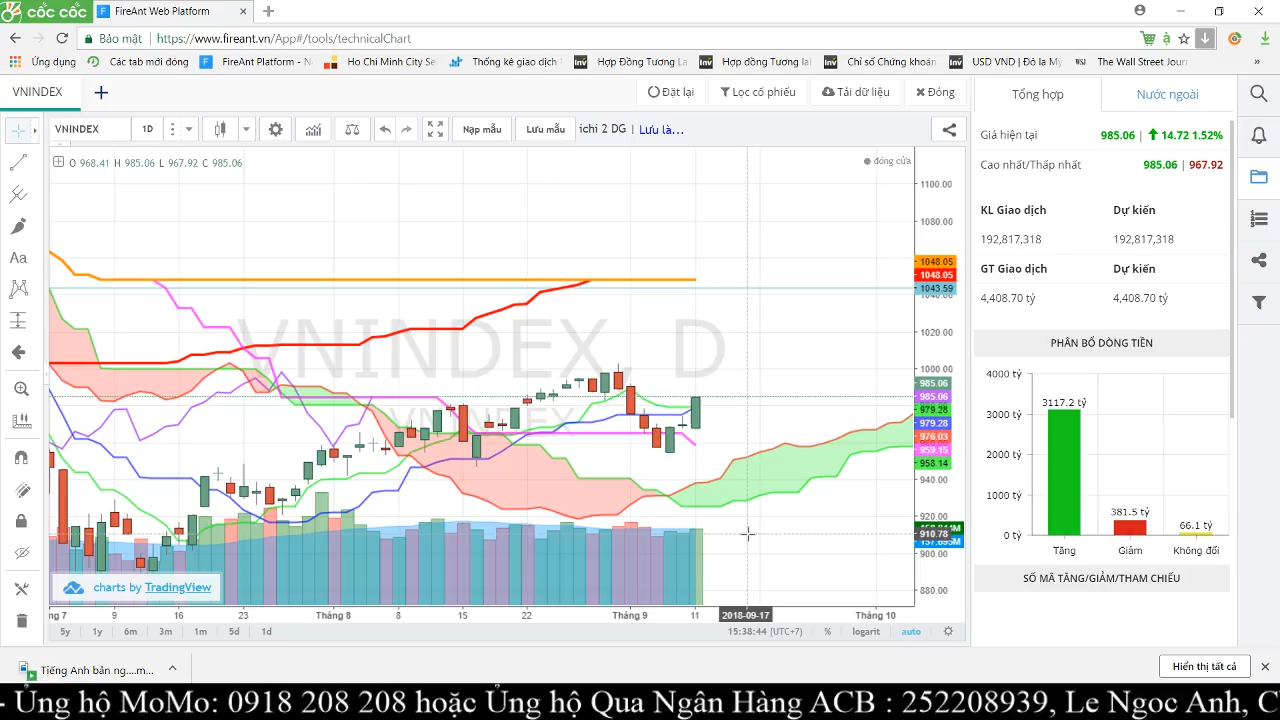 cốc cốc FireAnt Web Platform
Bảo mật | https://www.fireant.vn/App#/tools/technicalChart
Ứng dụng Các tab mới đóng FireAnt Platform - N Ho Chi Minh City Se Thống kê giao dịch Inv Hợp Đồng Tương La Inv Hợp đồng Tương lai Inv Chỉ số Chứng khoán Inv USD VND | Đô la Mỹ WSJ The Wall Street Journ »
VNINDEX Đặt lại Lọc cổ phiếu Tải dữ liệu Đóng Tổng hợp Nước ngoài
VNINDEX 1D Nạp mẫu Lưu mẫu ichi 2 DG Lưu là...
O 968.41 H 985.06 L 967.92 C 985.06 đóng cửa
Giá hiện tại 985.06 | 14.72 1.52%
Cao nhất/Thấp nhất 985.06 | 967.92
KL Giao dịch Dự kiến
192,817,318 192,817,318
GT Giao dịch Dự kiến
4,408.70 tỷ 4,408.70 tỷ
PHÂN BỔ DÒNG TIỀN
4000 tỷ
3117.2 tỷ
3000 tỷ
2000 tỷ
1000 tỷ
381.5 tỷ
66.1 tỷ
0 tỷ
Tăng Giảm Không đổi
SỐ MÃ TĂNG/GIẢM/THAM CHIẾU
VNINDEX, D
VNINDEX
1100.00
1080.00
1048.05
1048.05
1043.59
1040.00
1020.00
1000.00
985.06
985.06
979.28
979.28
976.03
959.15
958.14
940.00
920.00
910.78
900.00
880.00
Aa
charts by TradingView
ng 7 9 16 23 Tháng 8 8 15 22 Tháng 9 11 2018-09-17 Tháng 10
5y 1y 6m 3m 1m 5d 1d 15:38:44 (UTC+7) % logarit auto
Tiếng Anh bản ng....m... Hiển thị tất cả
- Ủng hộ MoMo: 0918 208 208 hoặc Ủng hộ Qua Ngân Hàng ACB : 252208939, Le Ngoc Anh, C